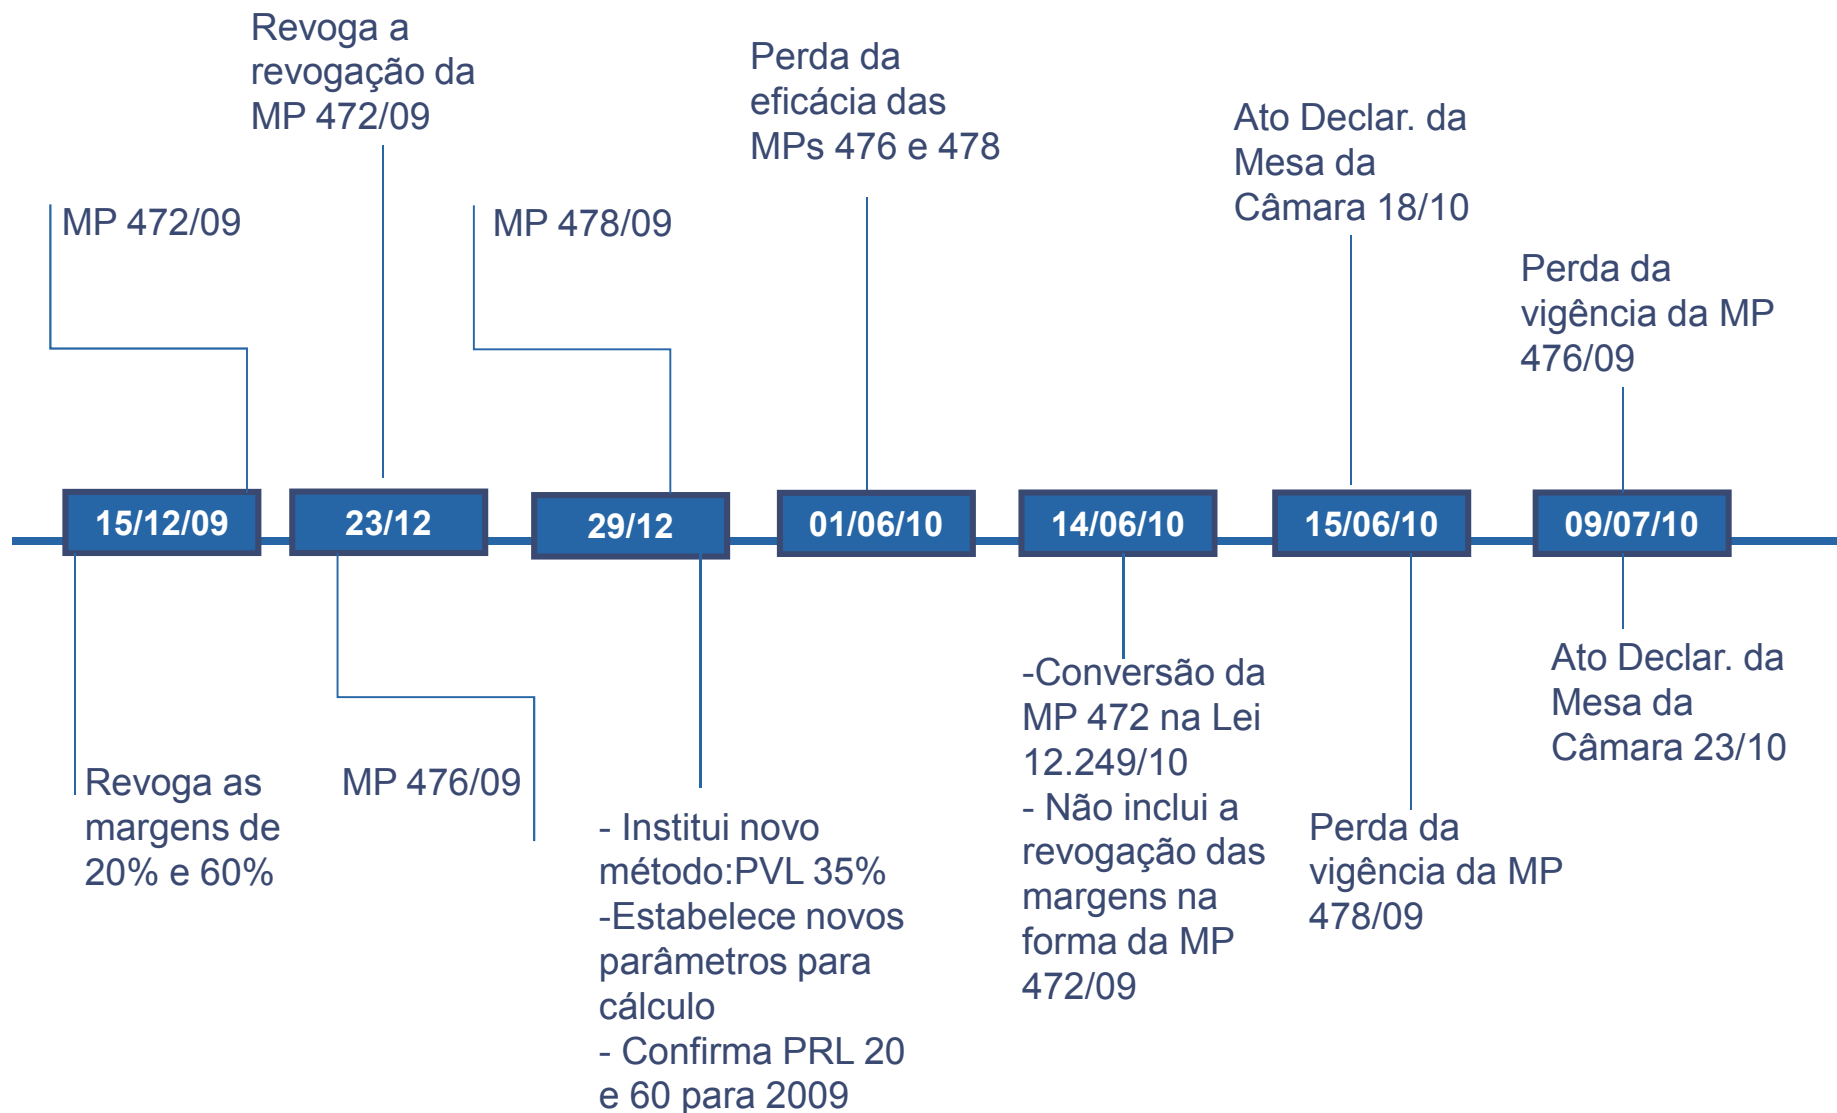 Revoga a
revogação da
MP 472/09
Perda da
eficácia das
MPs 476 e 478
Ato Declar. da
Mesa da
Câmara 18/10
MP 472/09
MP 478/09
Perda da
vigência da MP
476/09
15/12/09
23/12
29/12
01/06/10
14/06/10
15/06/10
09/07/10
Revoga as
margens de
20% e 60%
MP 476/09
- Institui novo
método:PVL 35%
-Estabelece novos
parâmetros para
cálculo
- Confirma PRL 20
e 60 para 2009
-Conversão da
MP 472 na Lei
12.249/10
- Não inclui a
revogação das
margens na
forma da MP
472/09
Perda da
vigência da MP
478/09
Ato Declar. da
Mesa da
Câmara 23/10